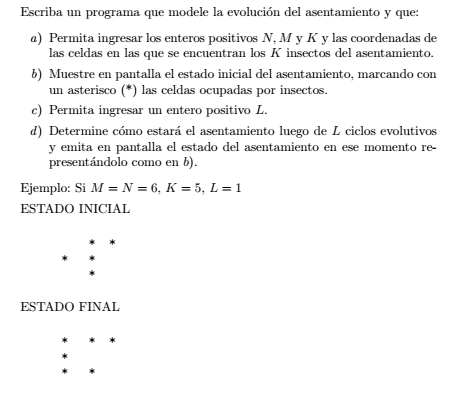 Escriba un programa que modele la evolución del asentamiento y que:
a) Permita ingresar los enteros positivos N, M y K y las coordenadas de
las celdas en las que se encuentran los K insectos del asentamiento.
b) Muestre en pantalla el estado inicial del asentamiento, marcando con
un asterisco (*) las celdas ocupadas por insectos.
c) Permita ingresar un entero positivo L.
d) Determine cómo estará el asentamiento luego de L ciclos evolutivos
y emita en pantalla el estado del asentamiento en ese momento re-
presentándolo como en b).
Ejemplo: Si M = N = 6, K = 5, L = 1
ESTADO INICIAL
* *
* *
*
ESTADO FINAL
* * *
*
* *